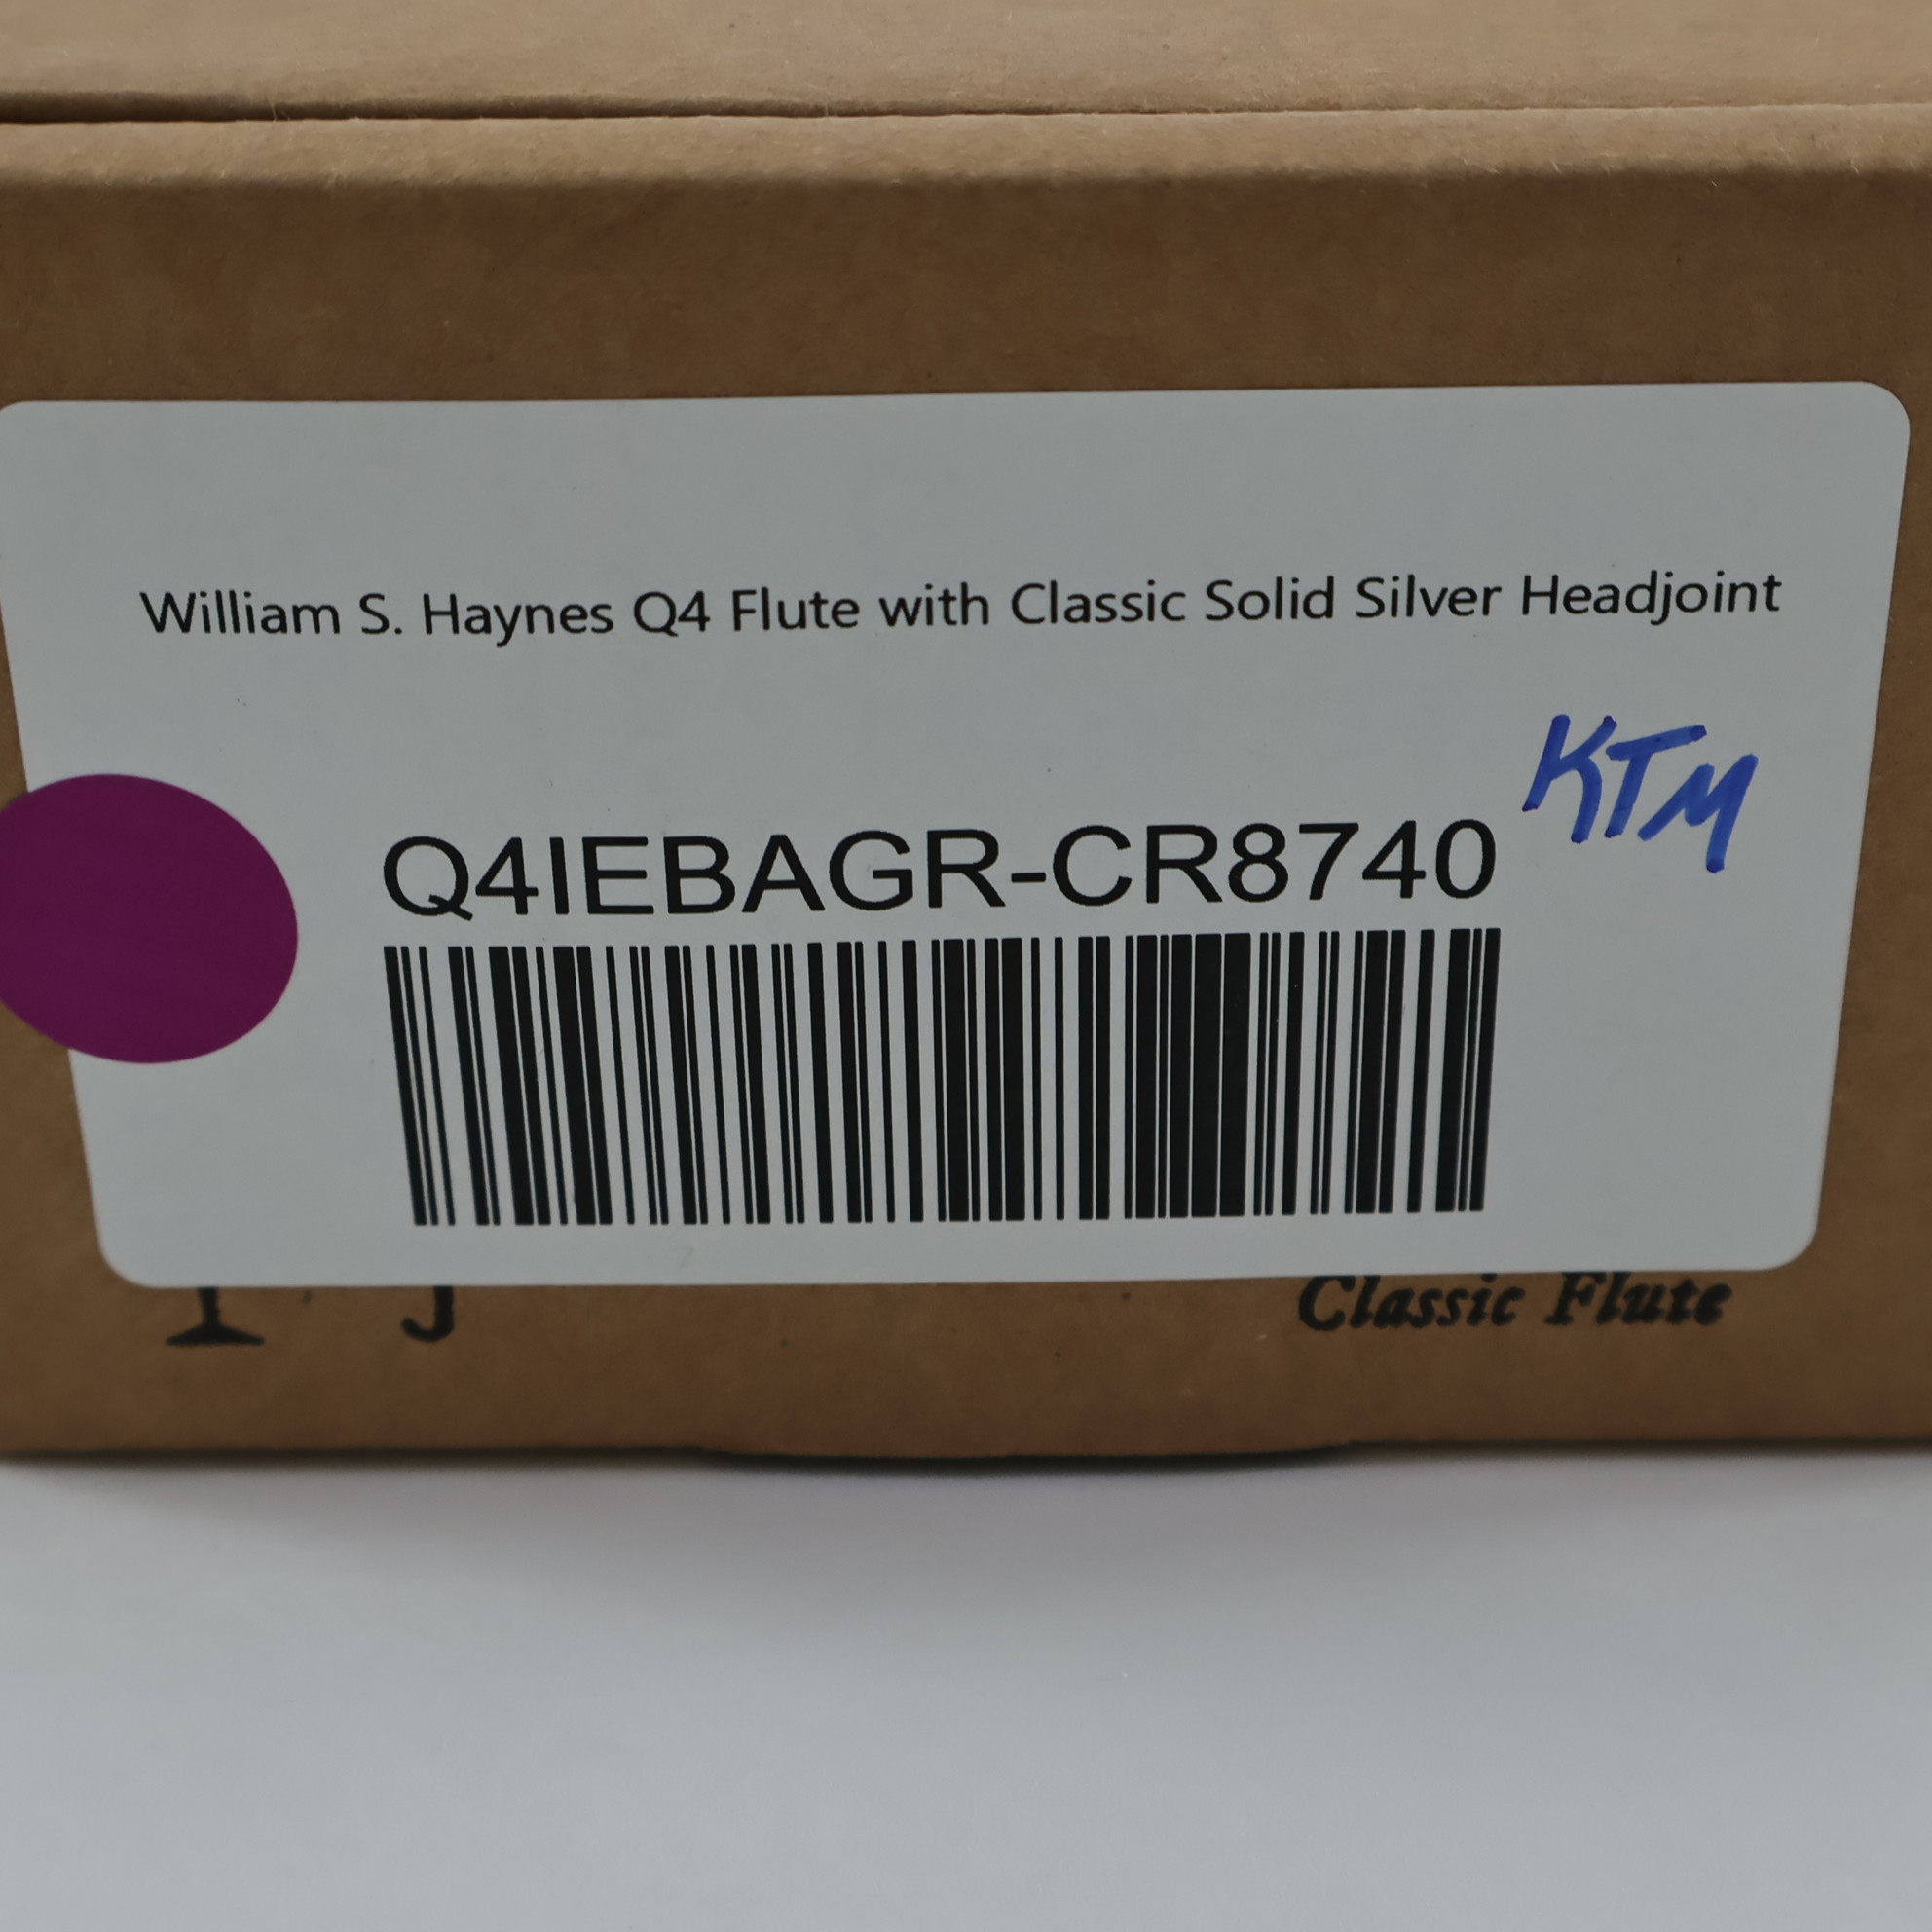 William S. Haynes Q4 Flute with Classic Solid Silver Headjoint
KTM
Q4IEBAGR-CR8740
Classic Flute